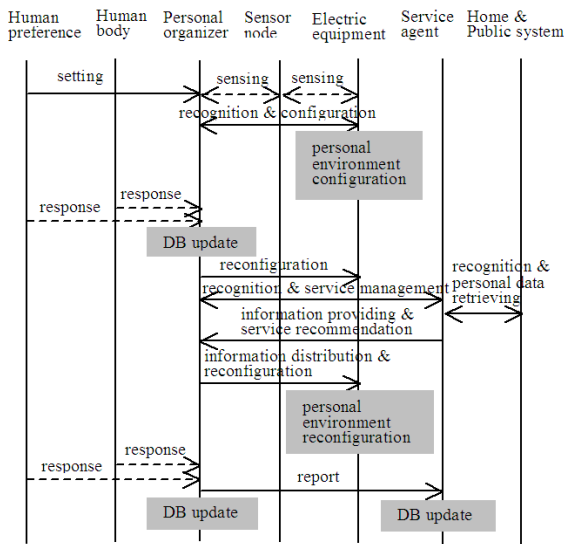 Human
preference
Human
body
Personal
organizer
Sensor
node
Electric
equipment
Service
agent
Home &
Public system
setting
sensing
sensing
recognition & configuration
personal
environment
configuration
response
response
DB update
reconfiguration
recognition &
personal data
retrieving
recognition & service management
information providing &
service recommendation
information distribution &
reconfiguration
personal
environment
reconfiguration
response
response
report
DB update
DB update